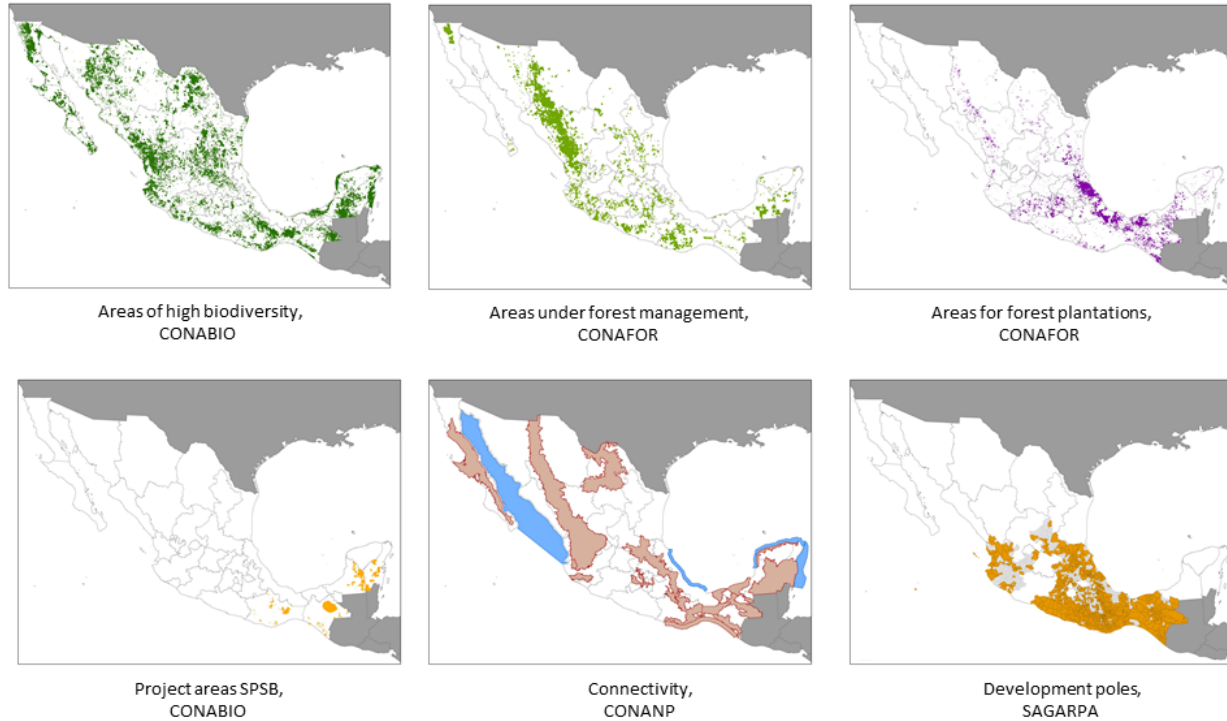 Areas of high biodiversity,
CONABIO
Areas under forest management,
CONAFOR
Areas for forest plantations,
CONAFOR
Project areas SPSB,
CONABIO
Connectivity,
CONANP
Development poles,
SAGARPA